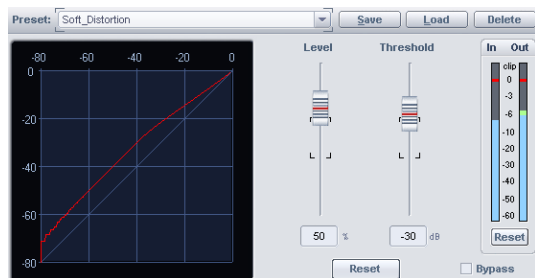 Preset: Soft_Distortion Save Load Delete
-80 -60 -40 -20 0
0
-20
-40
-60
-80
Level Threshold
50 % -30 dB
Reset
In Out
clip
0
-3
-6
-10
-20
-30
-40
-50
-60
Reset
Bypass